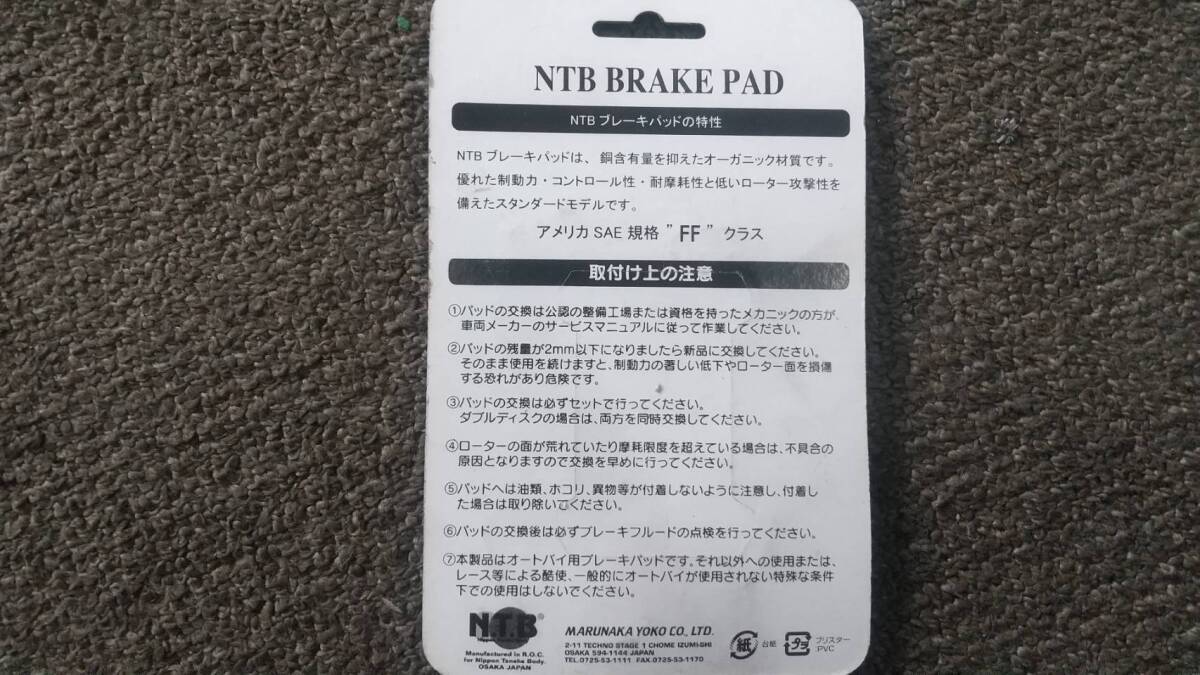 NTB BRAKE PAD
NTB ブレーキパッドの特性
NTB ブレーキパッドは、銅含有量を抑えたオーガニック材質です。
優れた制動力・コントロール性・耐摩耗性と低いローター攻撃性を
備えたスタンダードモデルです。
アメリカ SAE 規格 " FF " クラス
取付け上の注意
①パッドの交換は公認の整備工場または資格を持ったメカニックの方が、
車両メーカーのサービスマニュアルに従って作業してください。
②パッドの残量が2mm以下になりましたら新品に交換してください。
そのまま使用を続けますと、制動力の著しい低下やローター面を損傷
する恐れがあり危険です。
③パッドの交換は必ずセットで行ってください。
ダブルディスクの場合は、両方を同時交換してください。
④ローターの面が荒れていたり摩耗限度を超えている場合は、不具合の
原因となりますので交換を早めに行ってください。
⑤パッドへは油類、ホコリ、異物等が付着しないように注意し、付着し
た場合は取り除いてください。
⑥パッドの交換後は必ずブレーキフルードの点検を行ってください。
⑦本製品はオートバイ用ブレーキパッドです。それ以外への使用または、
レース等による酷使、一般的にオートバイが使用されない特殊な条件
下での使用はしないでください。
N.T.B®
Manufactured in R.O.C.
for Nippon Tanshe Body.
OSAKA JAPAN
MARUNAKA YOKO CO., LTD.
2-11 TECHNO STAGE 1 CHOME IZUMI-SHI
OSAKA 594-1144 JAPAN
TEL.0725-53-1111 FAX.0725-53-1170
紙 台紙
プラ ブリスター
:PVC